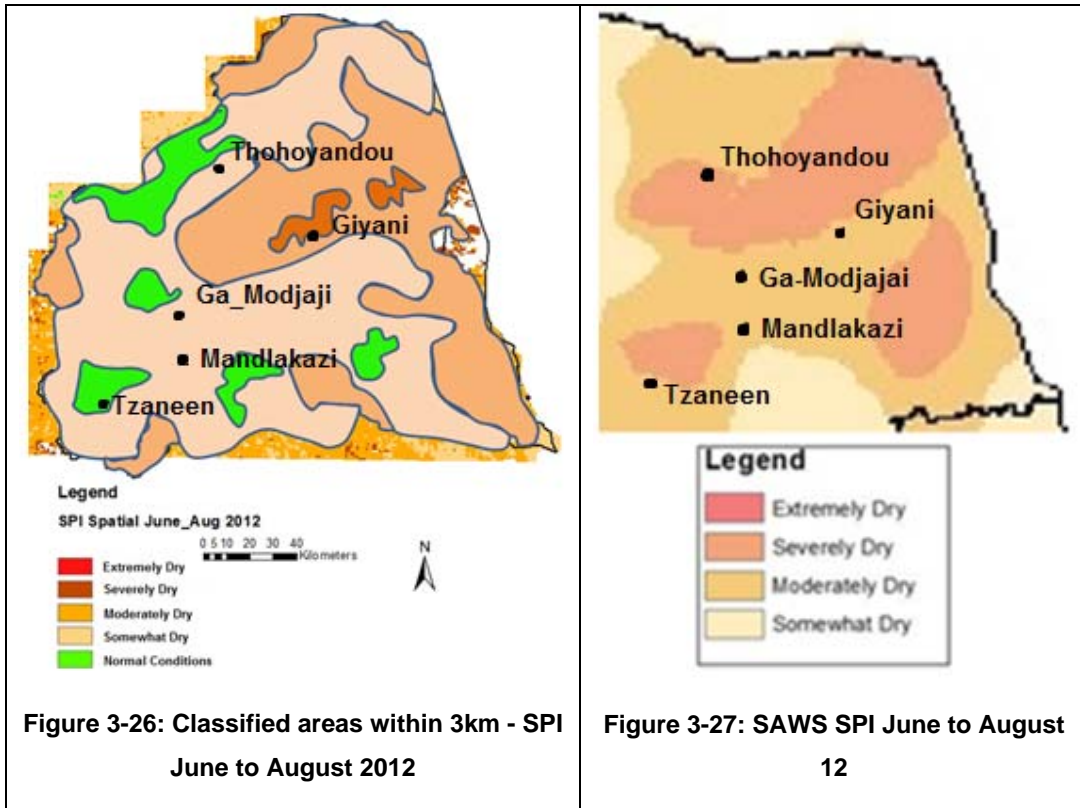 Thohoyandou
Giyani
Ga_Modjaji
Mandlakazi
Tzaneen
Legend
SPI Spatial June_Aug 2012
0 5 10 20 30 40
Kilometers
N
Extremely Dry
Severely Dry
Moderately Dry
Somewhat Dry
Normal Conditions
Figure 3-26: Classified areas within 3km - SPI
June to August 2012
Thohoyandou
Giyani
Ga-Modjajai
Mandlakazi
Tzaneen
Legend
Extremely Dry
Severely Dry
Moderately Dry
Somewhat Dry
Figure 3-27: SAWS SPI June to August
12